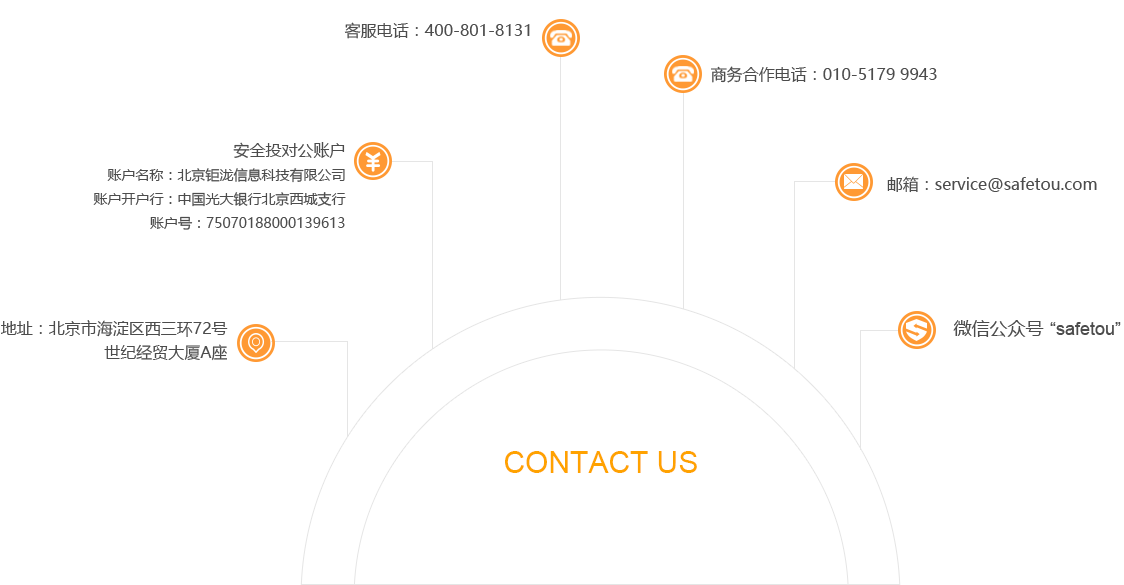 客服电话：400-801-8131
商务合作电话：010-5179 9943
安全投对公账户
账户名称：北京钜泷信息科技有限公司
账户开户行：中国光大银行北京西城支行
账户号：75070188000139613
邮箱：service@safetou.com
地址：北京市海淀区西三环72号
世纪经贸大厦A座
微信公众号 “safetou”
CONTACT US